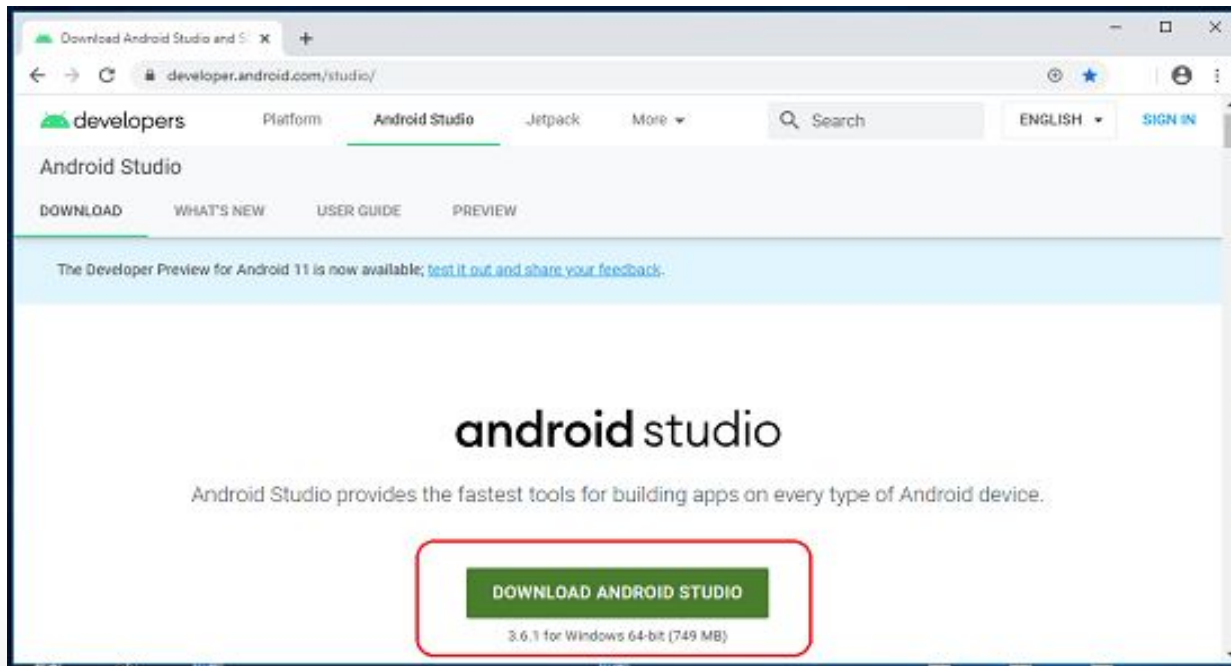 Download Android Studio and S
developer.android.com/studio/
developers Platform Android Studio Jetpack More Search ENGLISH SIGN IN
Android Studio
DOWNLOAD WHAT'S NEW USER GUIDE PREVIEW
The Developer Preview for Android 11 is now available; test it out and share your feedback.
android studio
Android Studio provides the fastest tools for building apps on every type of Android device.
DOWNLOAD ANDROID STUDIO
3.6.1 for Windows 64-bit (749 MB)